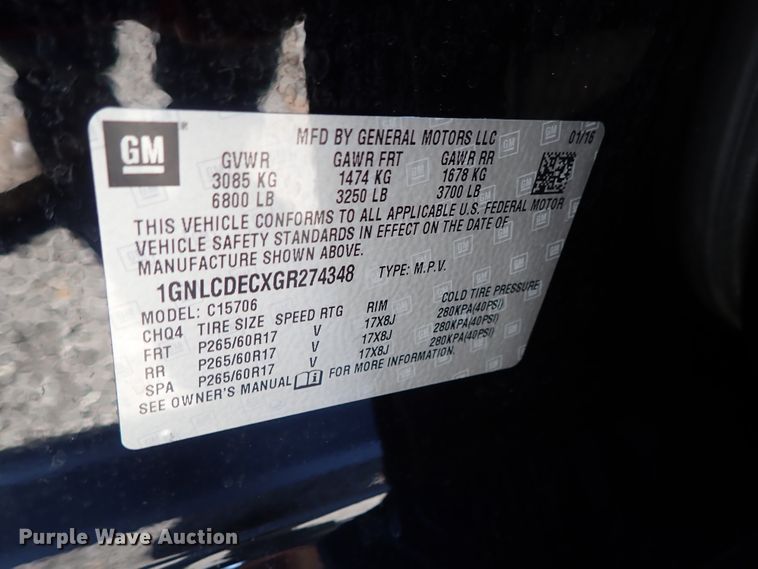 GM
MFD BY GENERAL MOTORS LLC 01/16
GVWR GAWR FRT GAWR RR
3085 KG 1474 KG 1678 KG
6800 LB 3250 LB 3700 LB
THIS VEHICLE CONFORMS TO ALL APPLICABLE U.S. FEDERAL MOTOR
VEHICLE SAFETY STANDARDS IN EFFECT ON THE DATE OF
MANUFACTURE SHOWN ABOVE.
1GNLCDECXGR274348 TYPE: M.P.V.
MODEL: C15706
CHQ4 TIRE SIZE SPEED RTG RIM COLD TIRE PRESSURE
FRT P265/60R17 V 17X8J 280KPA(40PSI)
RR P265/60R17 V 17X8J 280KPA(40PSI)
SPA P265/60R17 V 17X8J 280KPA(40PSI)
SEE OWNER'S MANUAL FOR MORE INFORMATION.
Purple Wave Auction